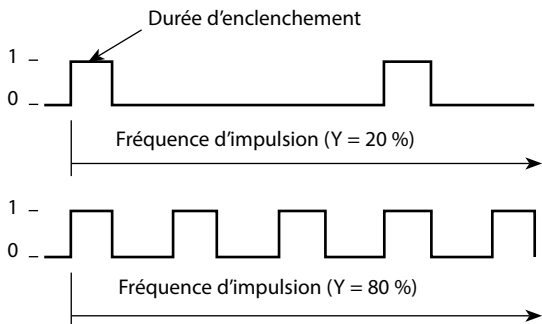 Durée d'enclenchement
1
0
Fréquence d'impulsion (Y = 20 %)
1
0
Fréquence d'impulsion (Y = 80 %)